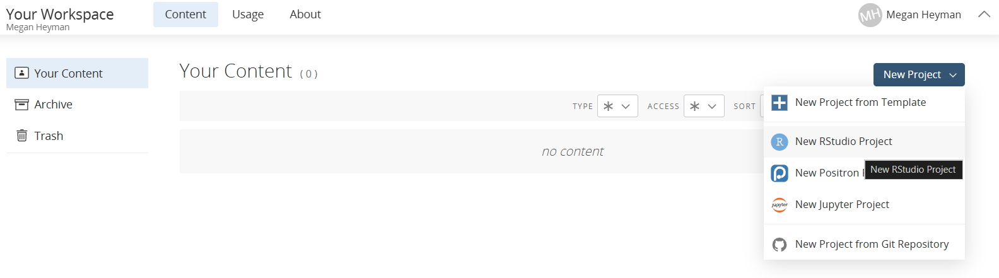 Your Workspace
Megan Heyman
Content
Usage
About
MH
Megan Heyman
Your Content
Archive
Trash
Your Content (0)
New Project
TYPE
ACCESS
SORT
no content
New Project from Template
R
New RStudio Project
New RStudio Project
New Positron
jupyter
New Jupyter Project
New Project from Git Repository